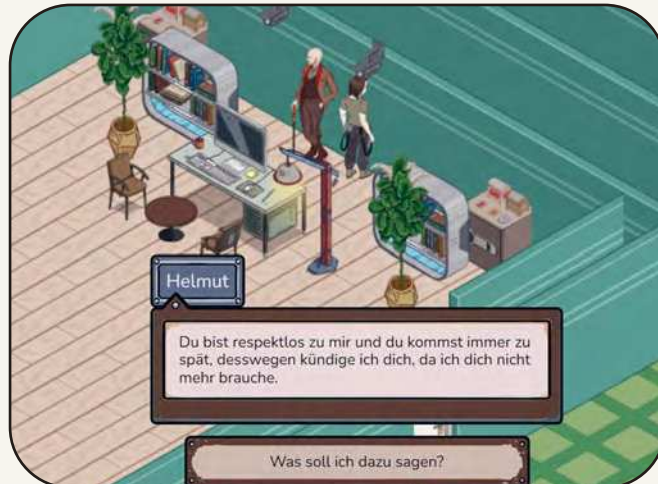 Helmut
Du bist respektlos zu mir und du kommst immer zu
spät, desswegen kündige ich dich, da ich dich nicht
mehr brauche.
Was soll ich dazu sagen?